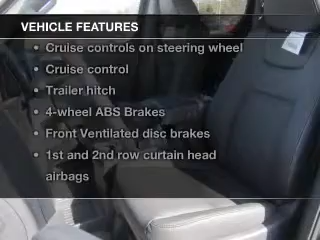 VEHICLE FEATURES
• Cruise controls on steering wheel
• Cruise control
• Trailer hitch
• 4-wheel ABS Brakes
• Front Ventilated disc brakes
• 1st and 2nd row curtain head
airbags